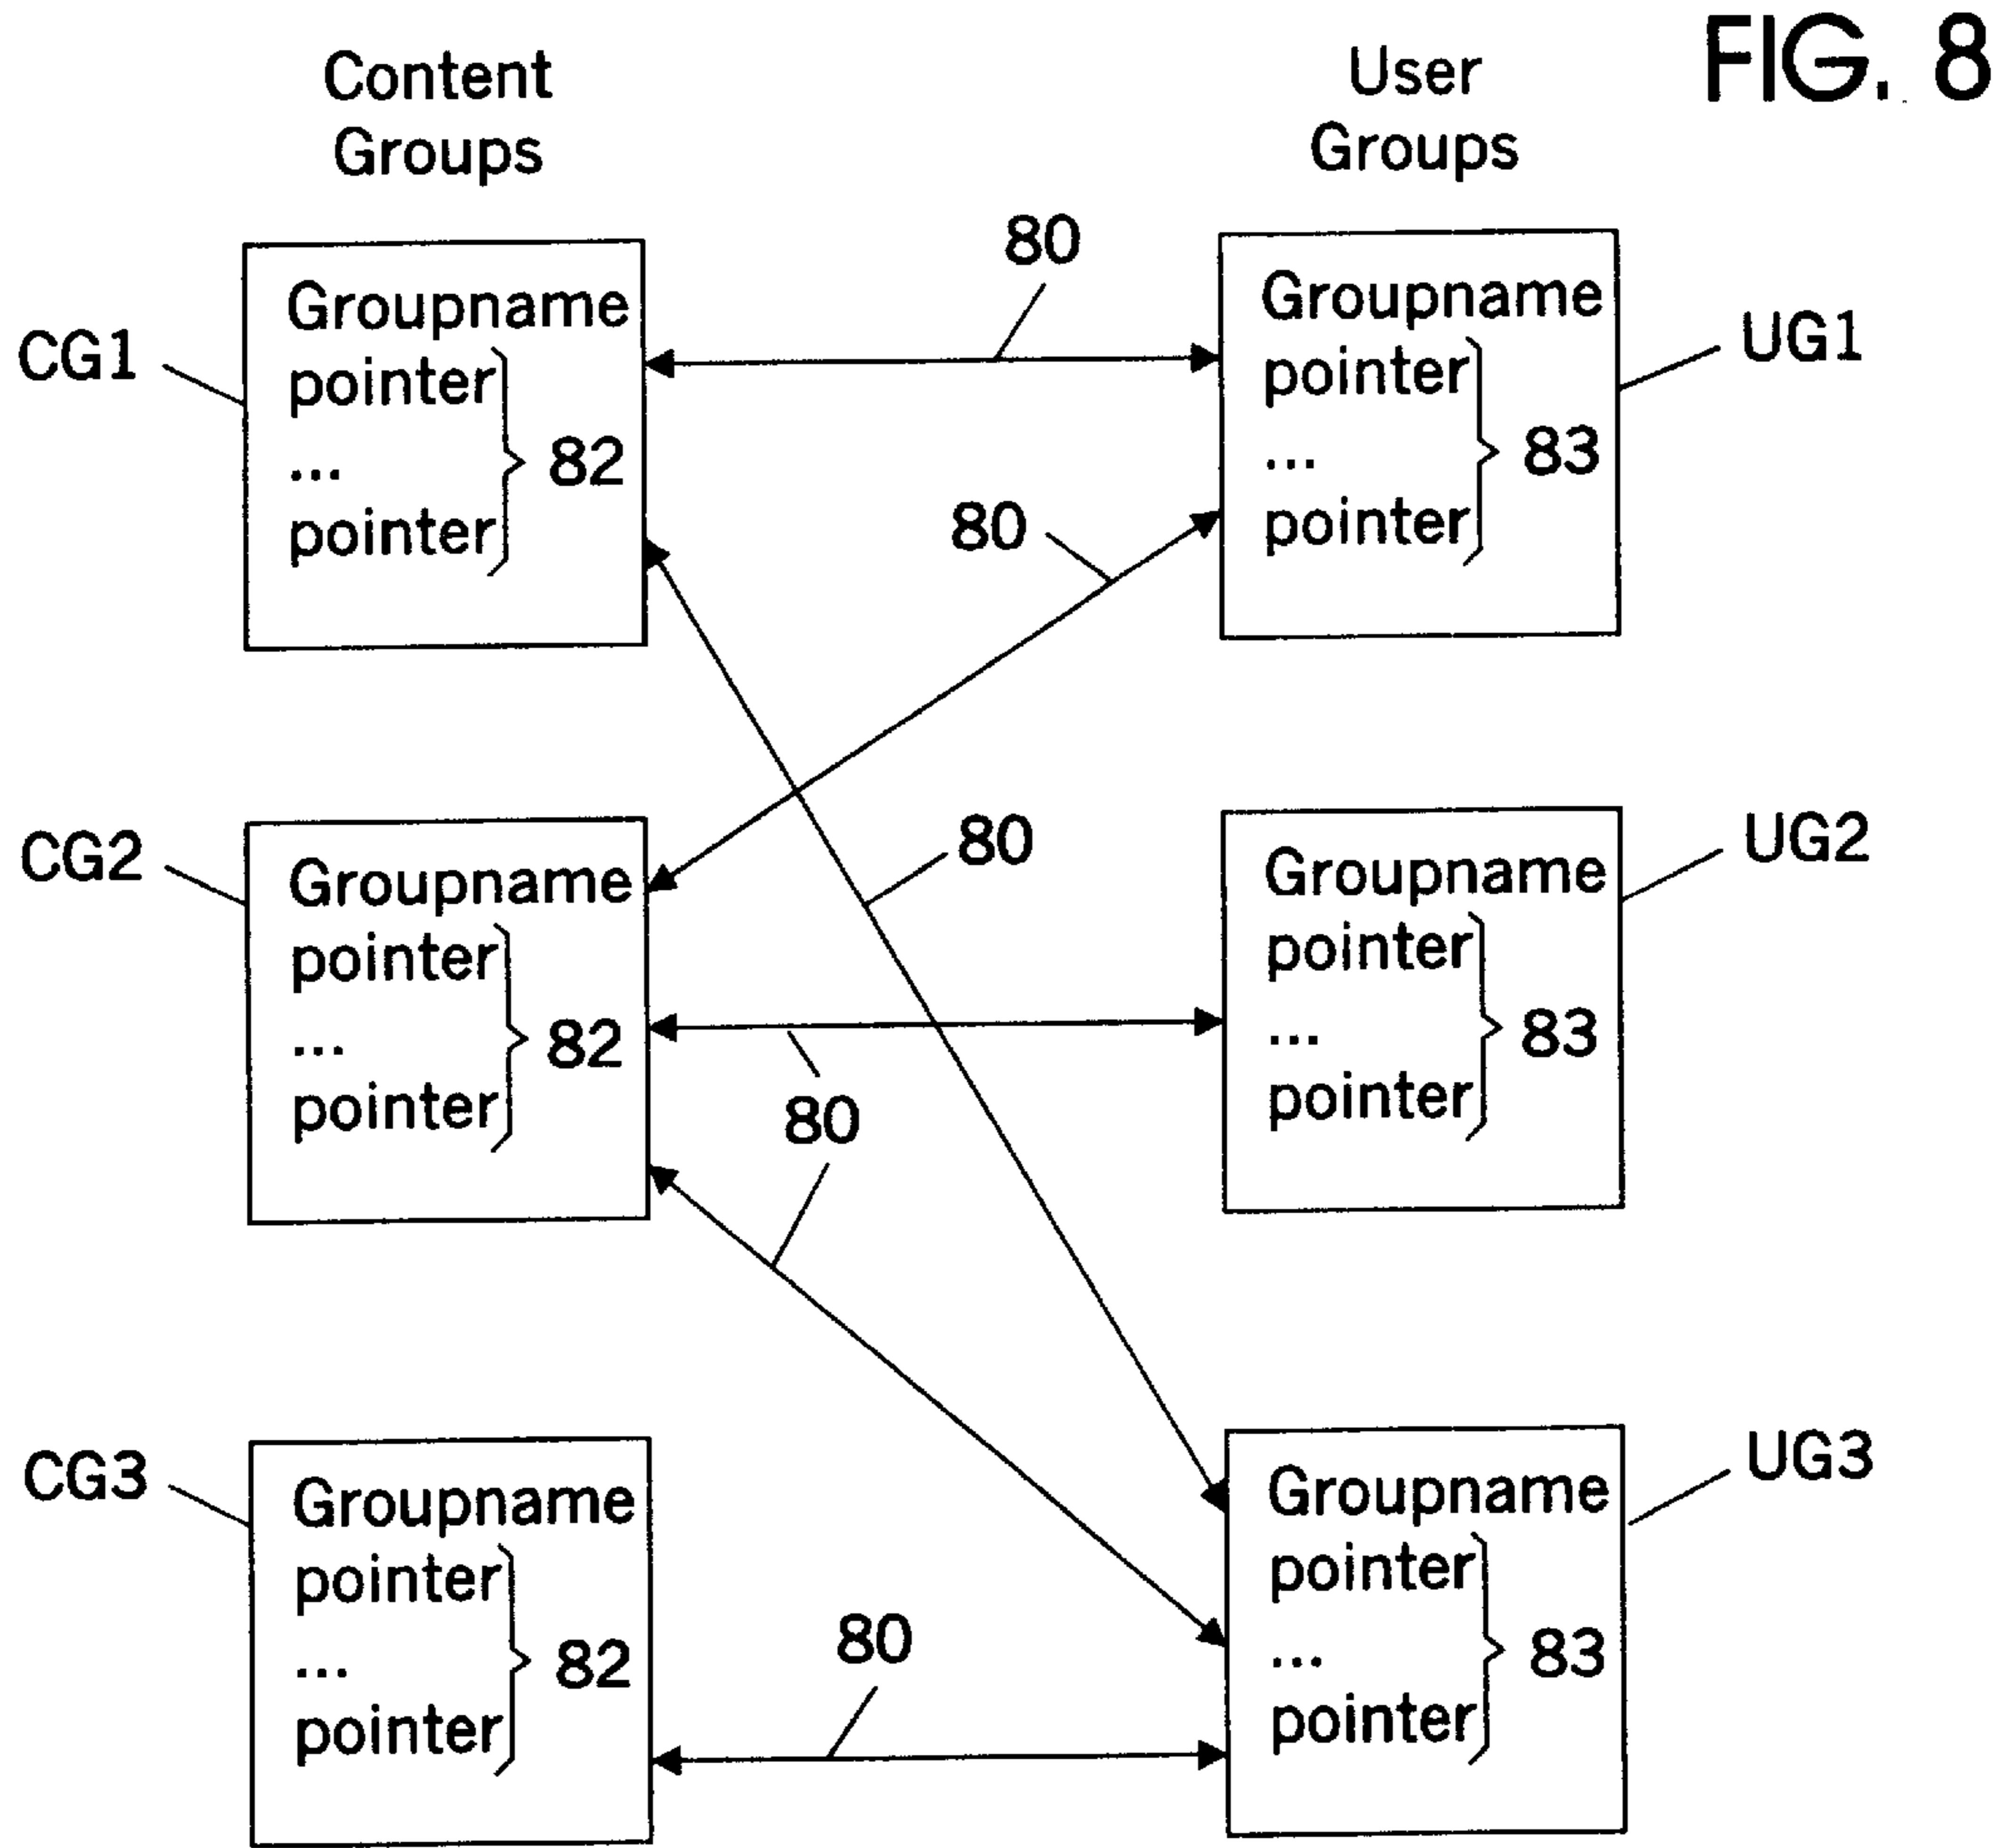 FIG. 8
Content
Groups
User
Groups
CG1
Groupname
pointer
...
pointer
82
80
UG1
Groupname
pointer
...
pointer
83
80
CG2
Groupname
pointer
...
pointer
82
80
80
UG2
Groupname
pointer
...
pointer
83
CG3
Groupname
pointer
...
pointer
82
80
UG3
Groupname
pointer
...
pointer
83